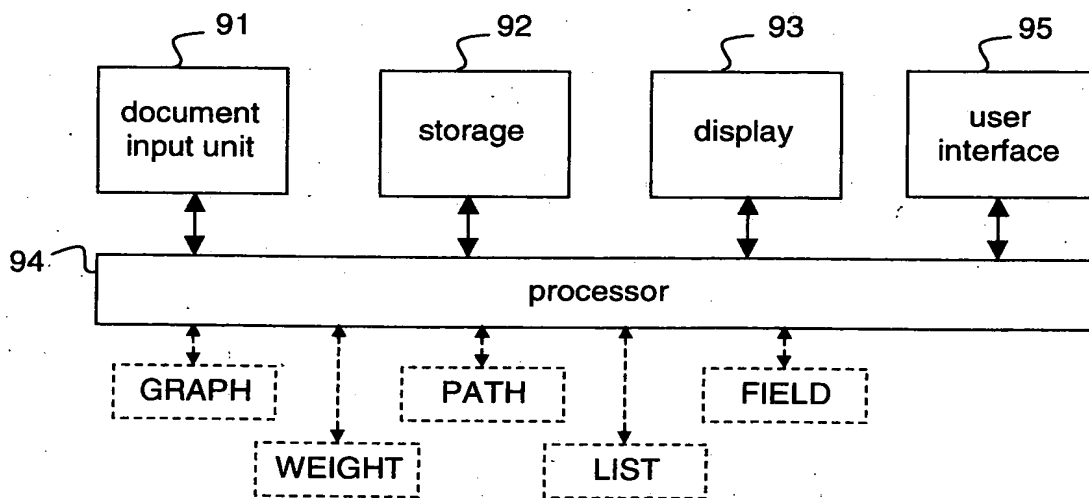 91
92
93
95
document
input unit
storage
display
user
interface
94
processor
GRAPH
PATH
FIELD
WEIGHT
LIST